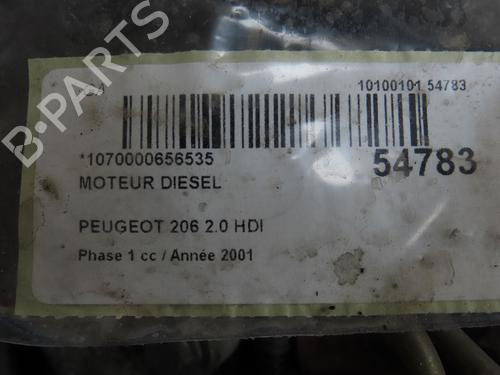 10100101 54783
*1070000656535
54783
MOTEUR DIESEL
PEUGEOT 206 2.0 HDI
Phase 1 cc / Année 2001
B-PARTS